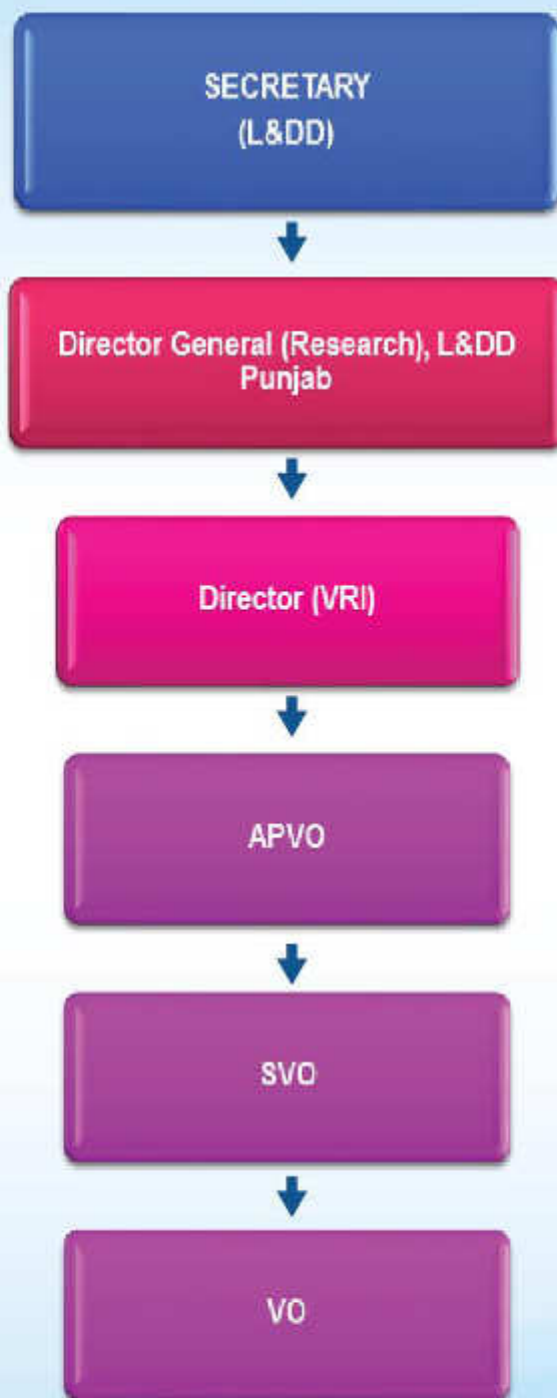 SECRETARY
(L&DD)
Director General (Research), L&DD
Punjab
Director (VRI)
APVO
SVO
VO